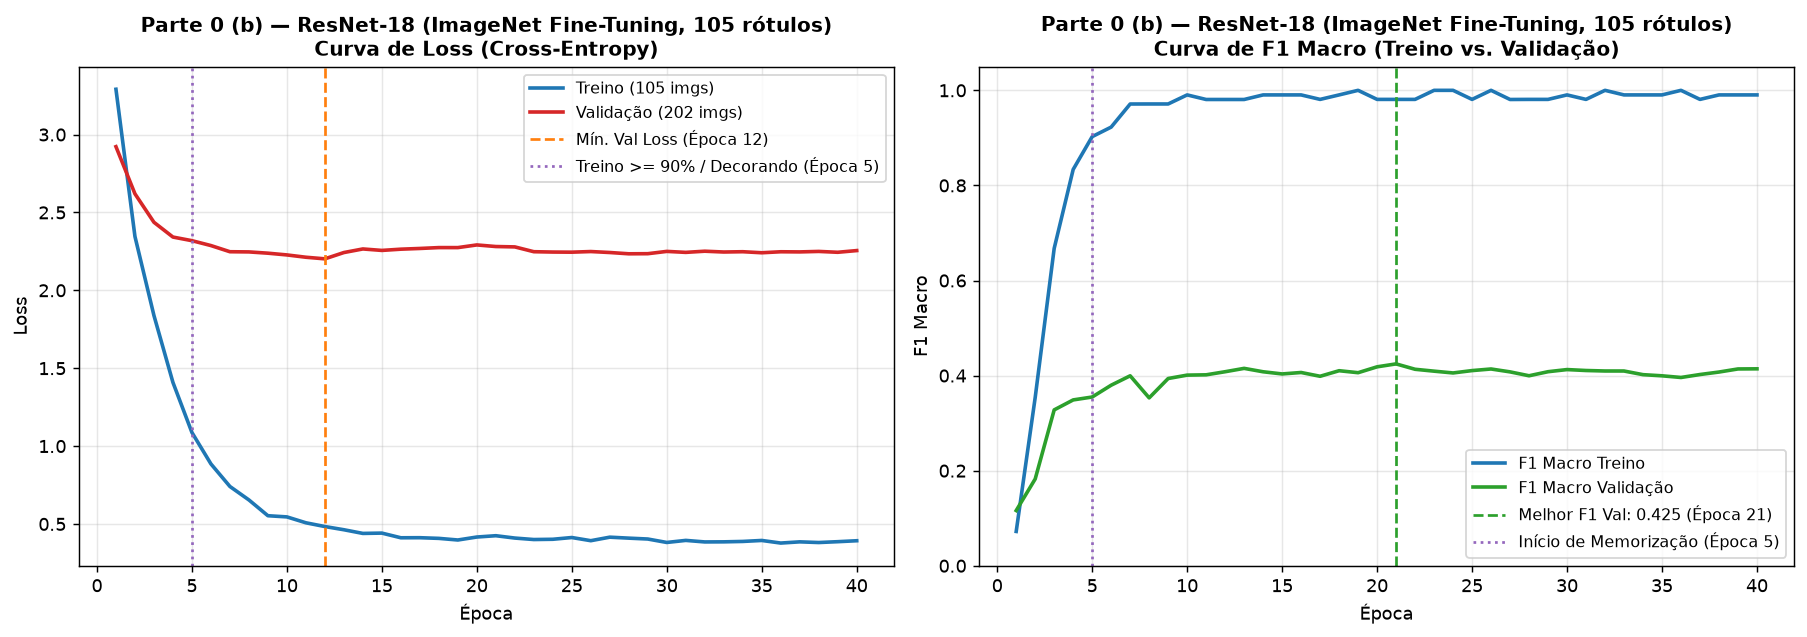 Parte 0 (b) — ResNet-18 (ImageNet Fine-Tuning, 105 rótulos)
Curva de Loss (Cross-Entropy)
3.0
2.5
2.0
1.5
1.0
0.5
Loss
0
5
10
15
20
25
30
35
40
Época
Treino (105 imgs)
Validação (202 imgs)
Mín. Val Loss (Época 12)
Treino >= 90% / Decorando (Época 5)
Parte 0 (b) — ResNet-18 (ImageNet Fine-Tuning, 105 rótulos)
Curva de F1 Macro (Treino vs. Validação)
1.0
0.8
0.6
0.4
0.2
0.0
F1 Macro
0
5
10
15
20
25
30
35
40
Época
F1 Macro Treino
F1 Macro Validação
Melhor F1 Val: 0.425 (Época 21)
Início de Memorização (Época 5)